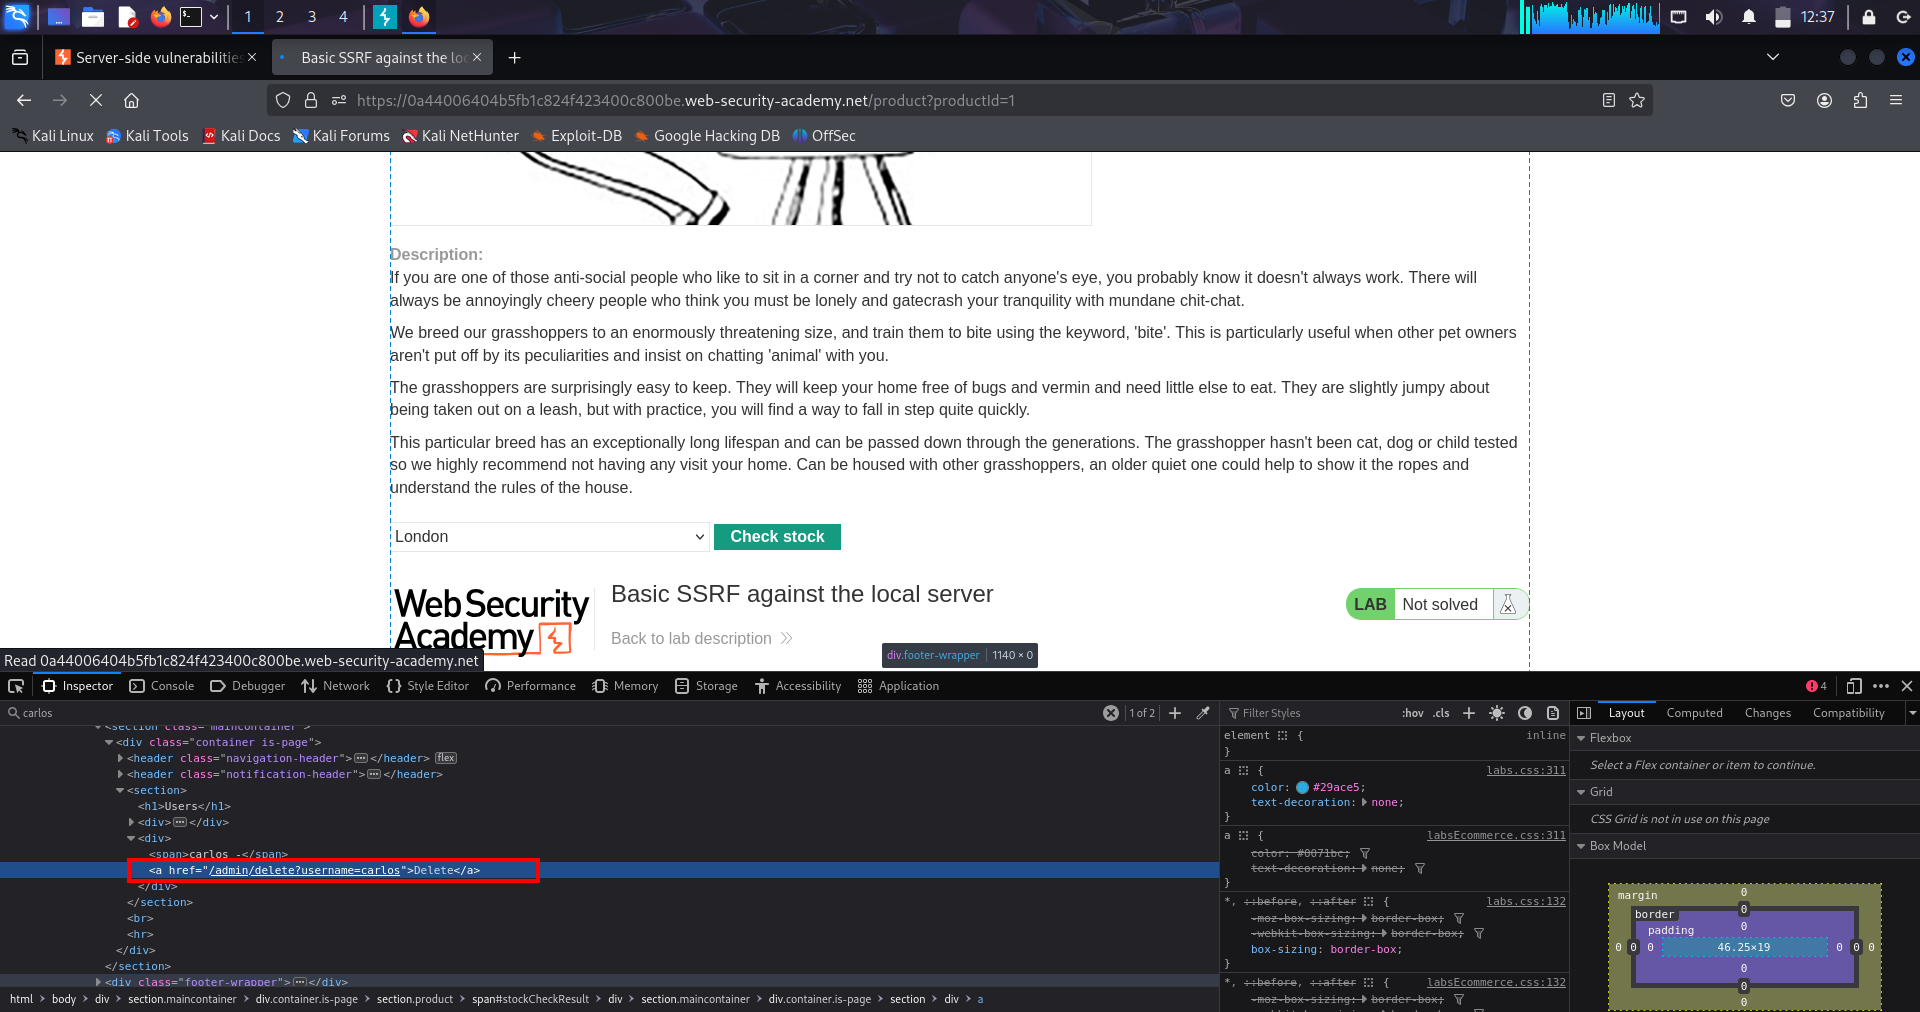 1 2 3 4
12:37
Server-side vulnerabilities
Basic SSRF against the lo
https://0a44006404b5fb1c824f423400c800be.web-security-academy.net/product?productId=1
Kali Linux Kali Tools Kali Docs Kali Forums Kali NetHunter Exploit-DB Google Hacking DB OffSec
Description:
If you are one of those anti-social people who like to sit in a corner and try not to catch anyone's eye, you probably know it doesn't always work. There will
always be annoyingly cheery people who think you must be lonely and gatecrash your tranquility with mundane chit-chat.
We breed our grasshoppers to an enormously threatening size, and train them to bite using the keyword, 'bite'. This is particularly useful when other pet owners
aren't put off by its peculiarities and insist on chatting 'animal' with you.
The grasshoppers are surprisingly easy to keep. They will keep your home free of bugs and vermin and need little else to eat. They are slightly jumpy about
being taken out on a leash, but with practice, you will find a way to fall in step quite quickly.
This particular breed has an exceptionally long lifespan and can be passed down through the generations. The grasshopper hasn't been cat, dog or child tested
so we highly recommend not having any visit your home. Can be housed with other grasshoppers, an older quiet one could help to show it the ropes and
understand the rules of the house.
London
Check stock
Web Security
Academy
Basic SSRF against the local server
Back to lab description
LAB Not solved
div.footer-wrapper 1140 × 0
Read 0a44006404b5fb1c824f423400c800be.web-security-academy.net
Inspector Console Debugger Network Style Editor Performance Memory Storage Accessibility Application 4
carlos
1 of 2
<section class="maincontainer">
<div class="container is-page">
<header class="navigation-header"></header> flex
<header class="notification-header"></header>
<section>
<h1>Users</h1>
<div></div>
<div>
<span>carlos -</span>
<a href="/admin/delete?username=carlos">Delete</a>
</div>
</section>
<br>
<hr>
</div>
</section>
<div class="footer-wrapper"></div>
html body div section.maincontainer div.container.is-page section.product span#stockCheckResult div section.maincontainer div.container.is-page section div a
Filter Styles :hov .cls
element { inline
}
a { labs.css:311
color: #29ace5;
text-decoration: none;
}
a { labsEcommerce.css:311
color: #0071bc;
text-decoration: none;
}
*, ::before, ::after { labs.css:132
-moz-box-sizing: border-box;
-webkit-box-sizing: border-box;
box-sizing: border-box;
}
*, ::before, ::after { labsEcommerce.css:132
-moz-box-sizing: border-box;
Layout Computed Changes Compatibility
Flexbox
Select a Flex container or item to continue.
Grid
CSS Grid is not in use on this page
Box Model
margin 0
border 0
padding 0
0 0 0 46.25×19 0 0 0
0
0
0